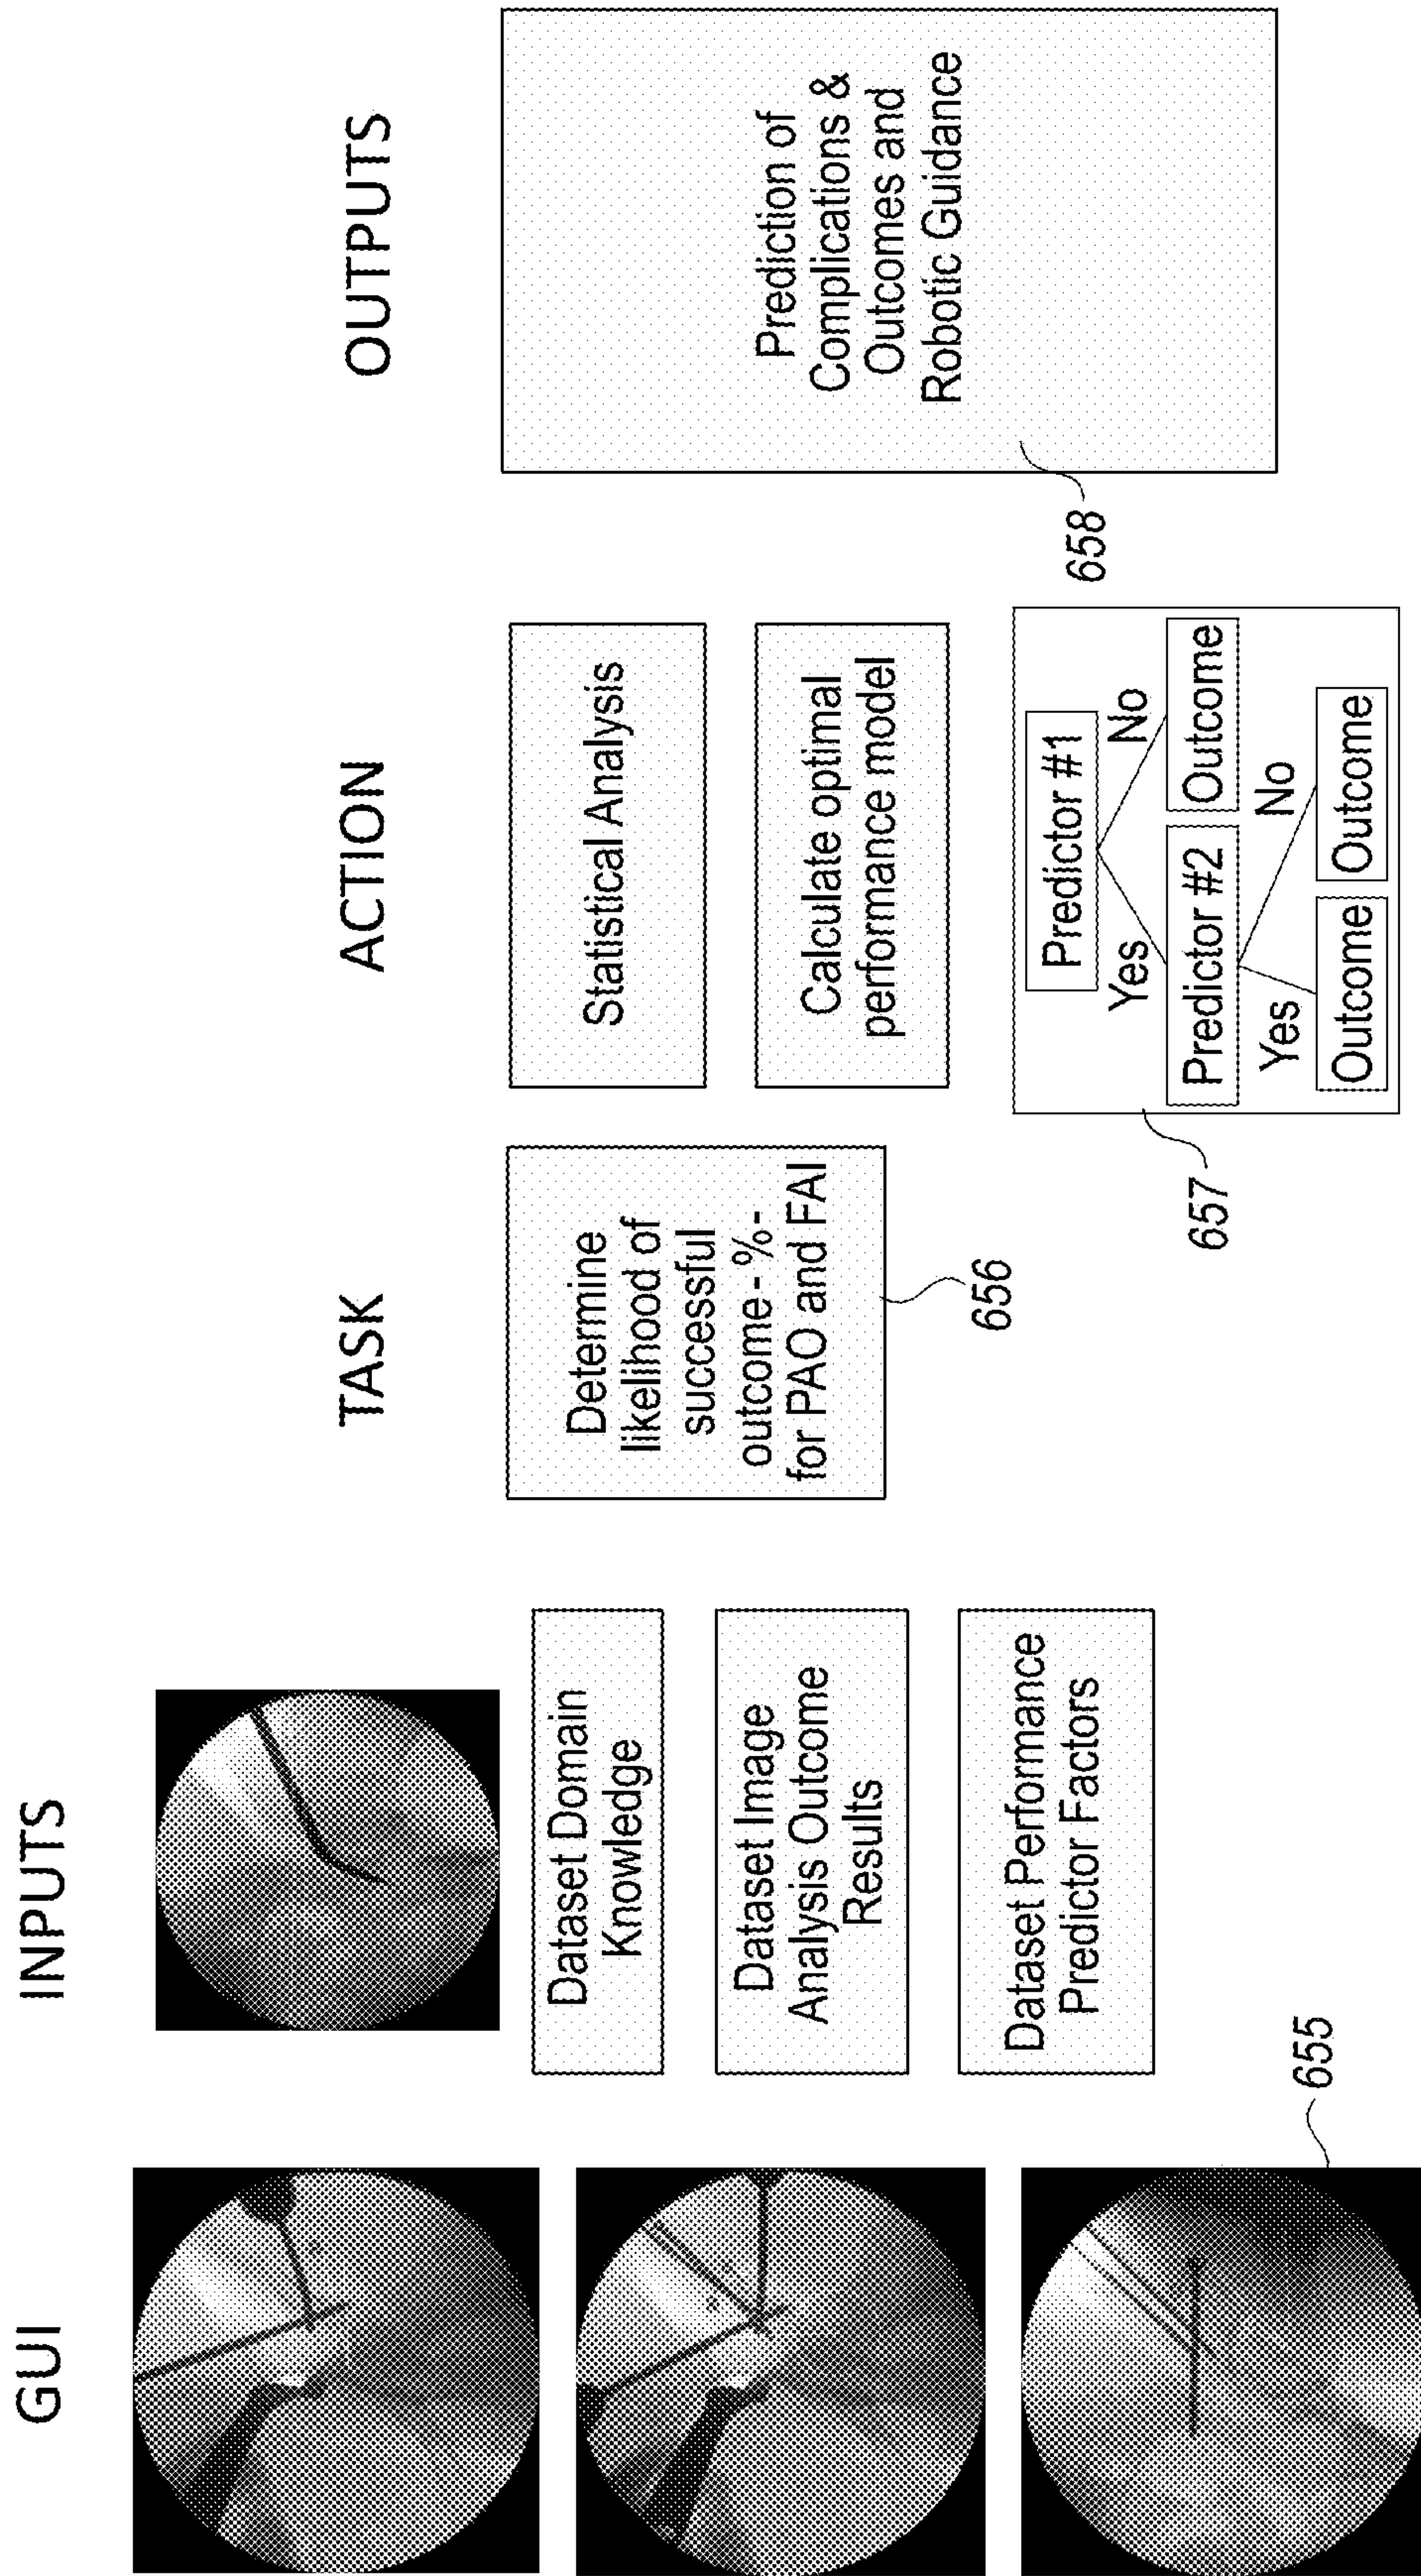 GUI
INPUTS
TASK
ACTION
OUTPUTS
655
Dataset Domain
Knowledge
Dataset Image
Analysis Outcome
Results
Dataset Performance
Predictor Factors
Determine
likelihood of
successful
outcome - %-
for PAO and FAI
656
Statistical Analysis
Calculate optimal
performance model
Predictor #1
Yes
No
Predictor #2
Outcome
Yes
No
Outcome
Outcome
657
Prediction of
Complications &
Outcomes and
Robotic Guidance
658